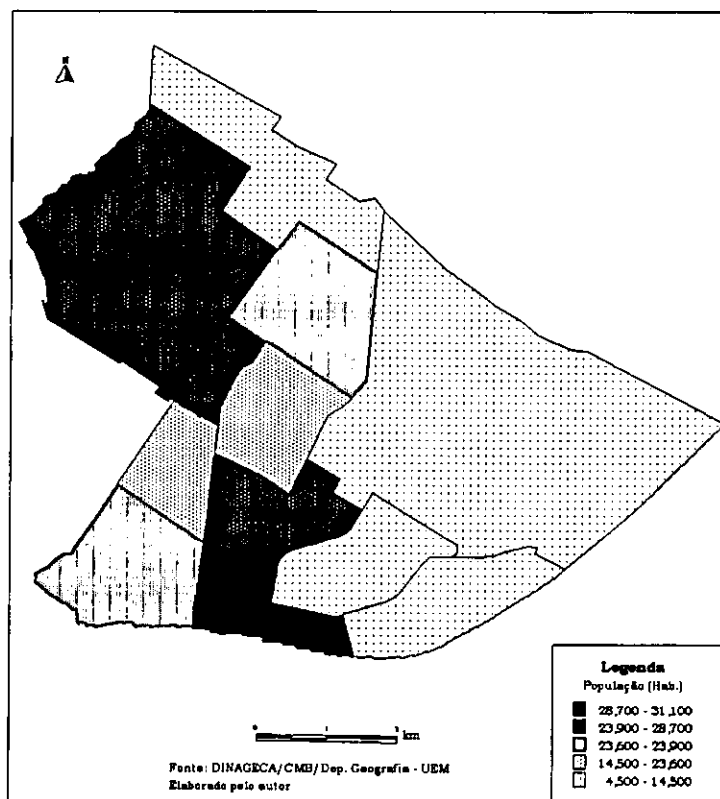 N
Legenda
População (Hab.)
28,700 - 31,100
23,900 - 28,700
23,600 - 23,900
14,500 - 23,600
4,500 - 14,500
km
Fonte: DINAGECA/CMB/Dep. Geografia - UEM
Elaborado pelo autor